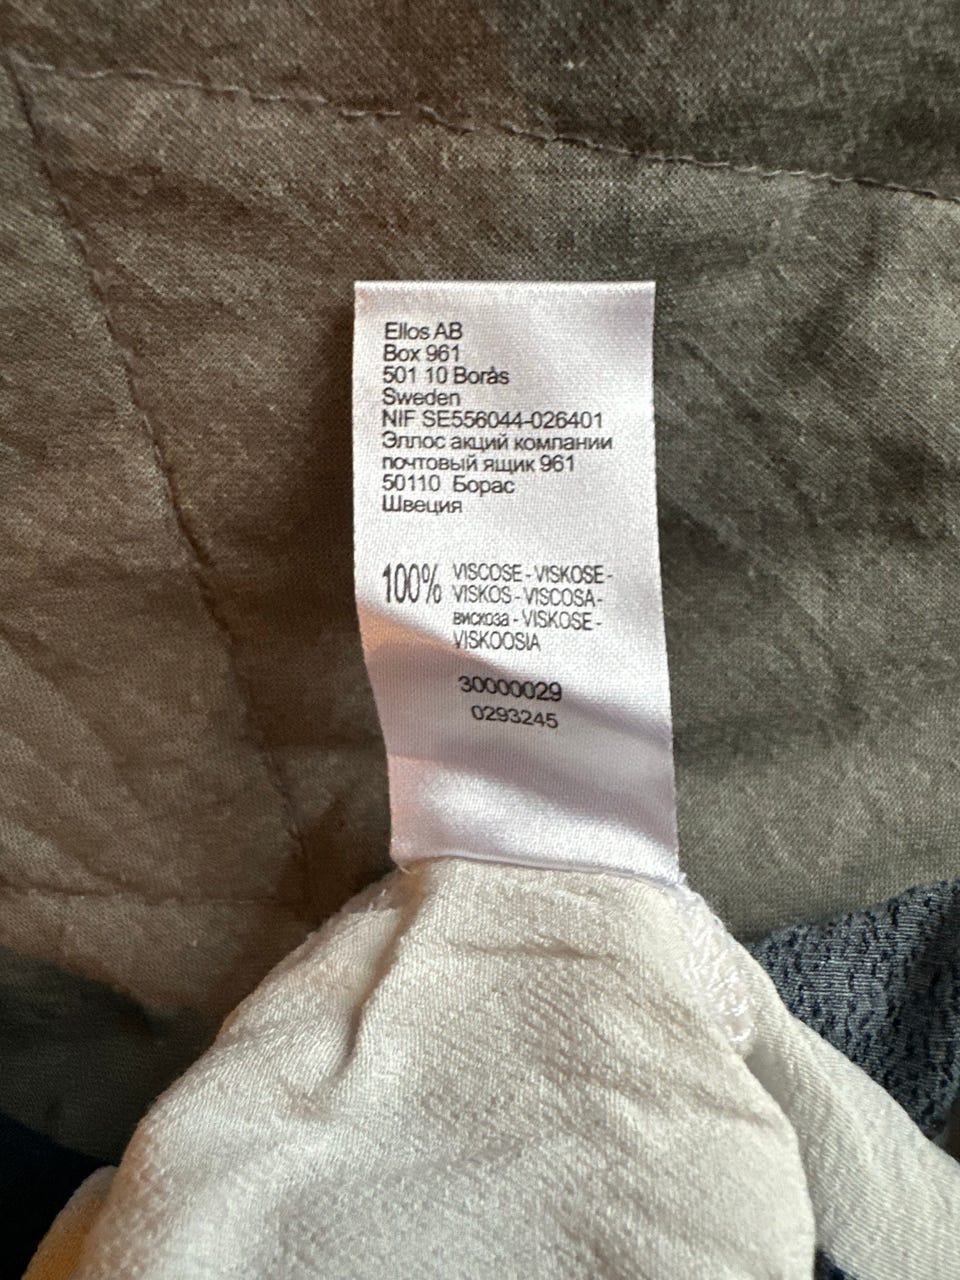 Ellos AB
Box 961
501 10 Borås
Sweden
NIF SE556044-026401
Эллос акций компании
почтовый ящик 961
50110 Борас
Швеция
100% VISCOSE - VISKOSE -
VISKOS - VISCOSA -
вискоза - VISKOSE -
VISKOOSIA
30000029
0293245